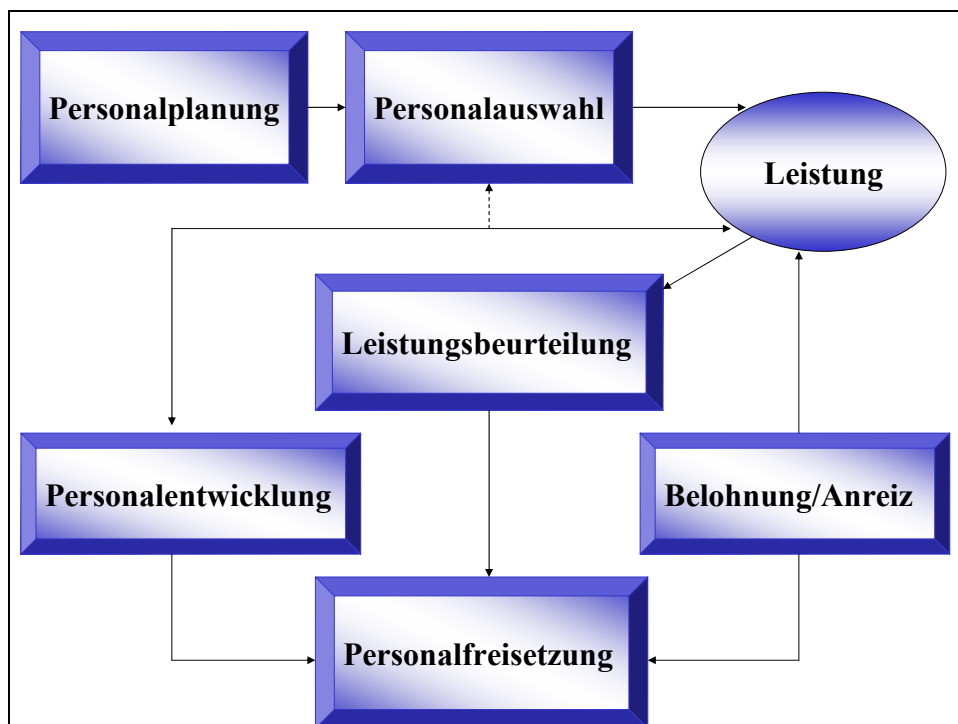 Personalplanung
Personalauswahl
Leistung
Leistungsbeurteilung
Personalentwicklung
Belohnung/Anreiz
Personalfreisetzung